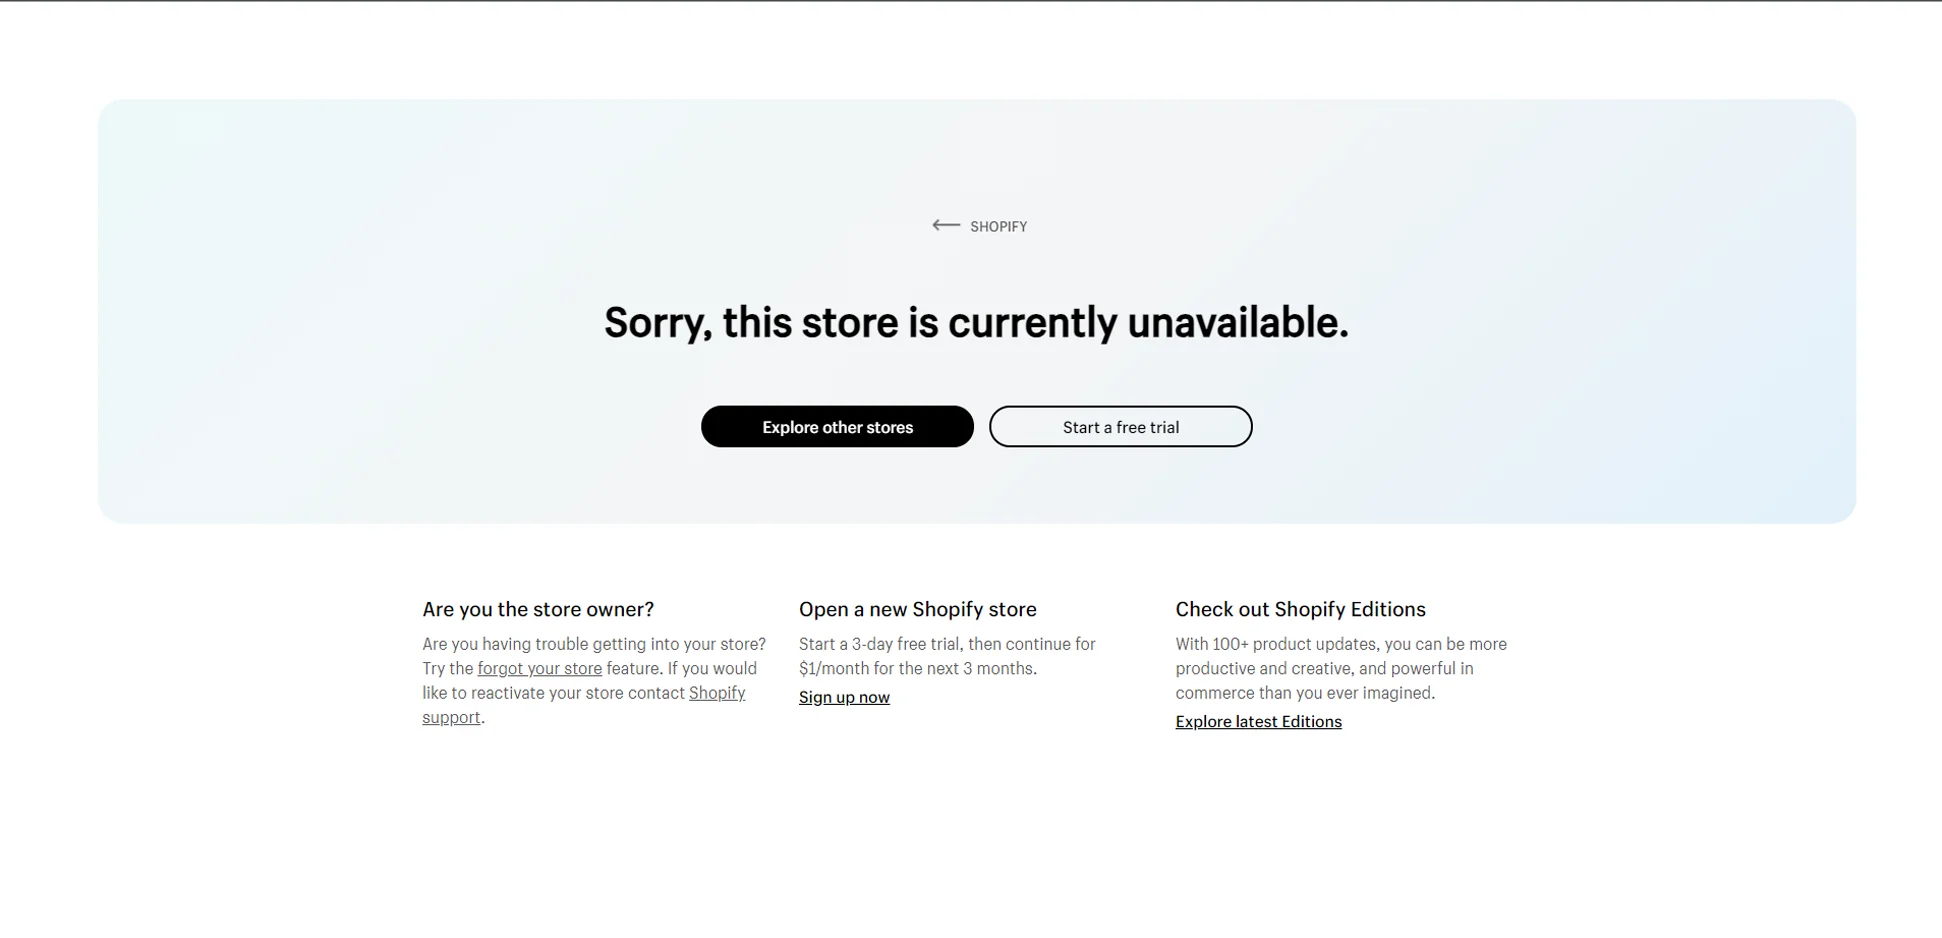 SHOPIFY
Sorry, this store is currently unavailable.
Explore other stores
Start a free trial
Are you the store owner?
Are you having trouble getting into your store?
Try the forgot your store feature. If you would
like to reactivate your store contact Shopify
support.
Open a new Shopify store
Start a 3-day free trial, then continue for
$1/month for the next 3 months.
Sign up now
Check out Shopify Editions
With 100+ product updates, you can be more
productive and creative, and powerful in
commerce than you ever imagined.
Explore latest Editions